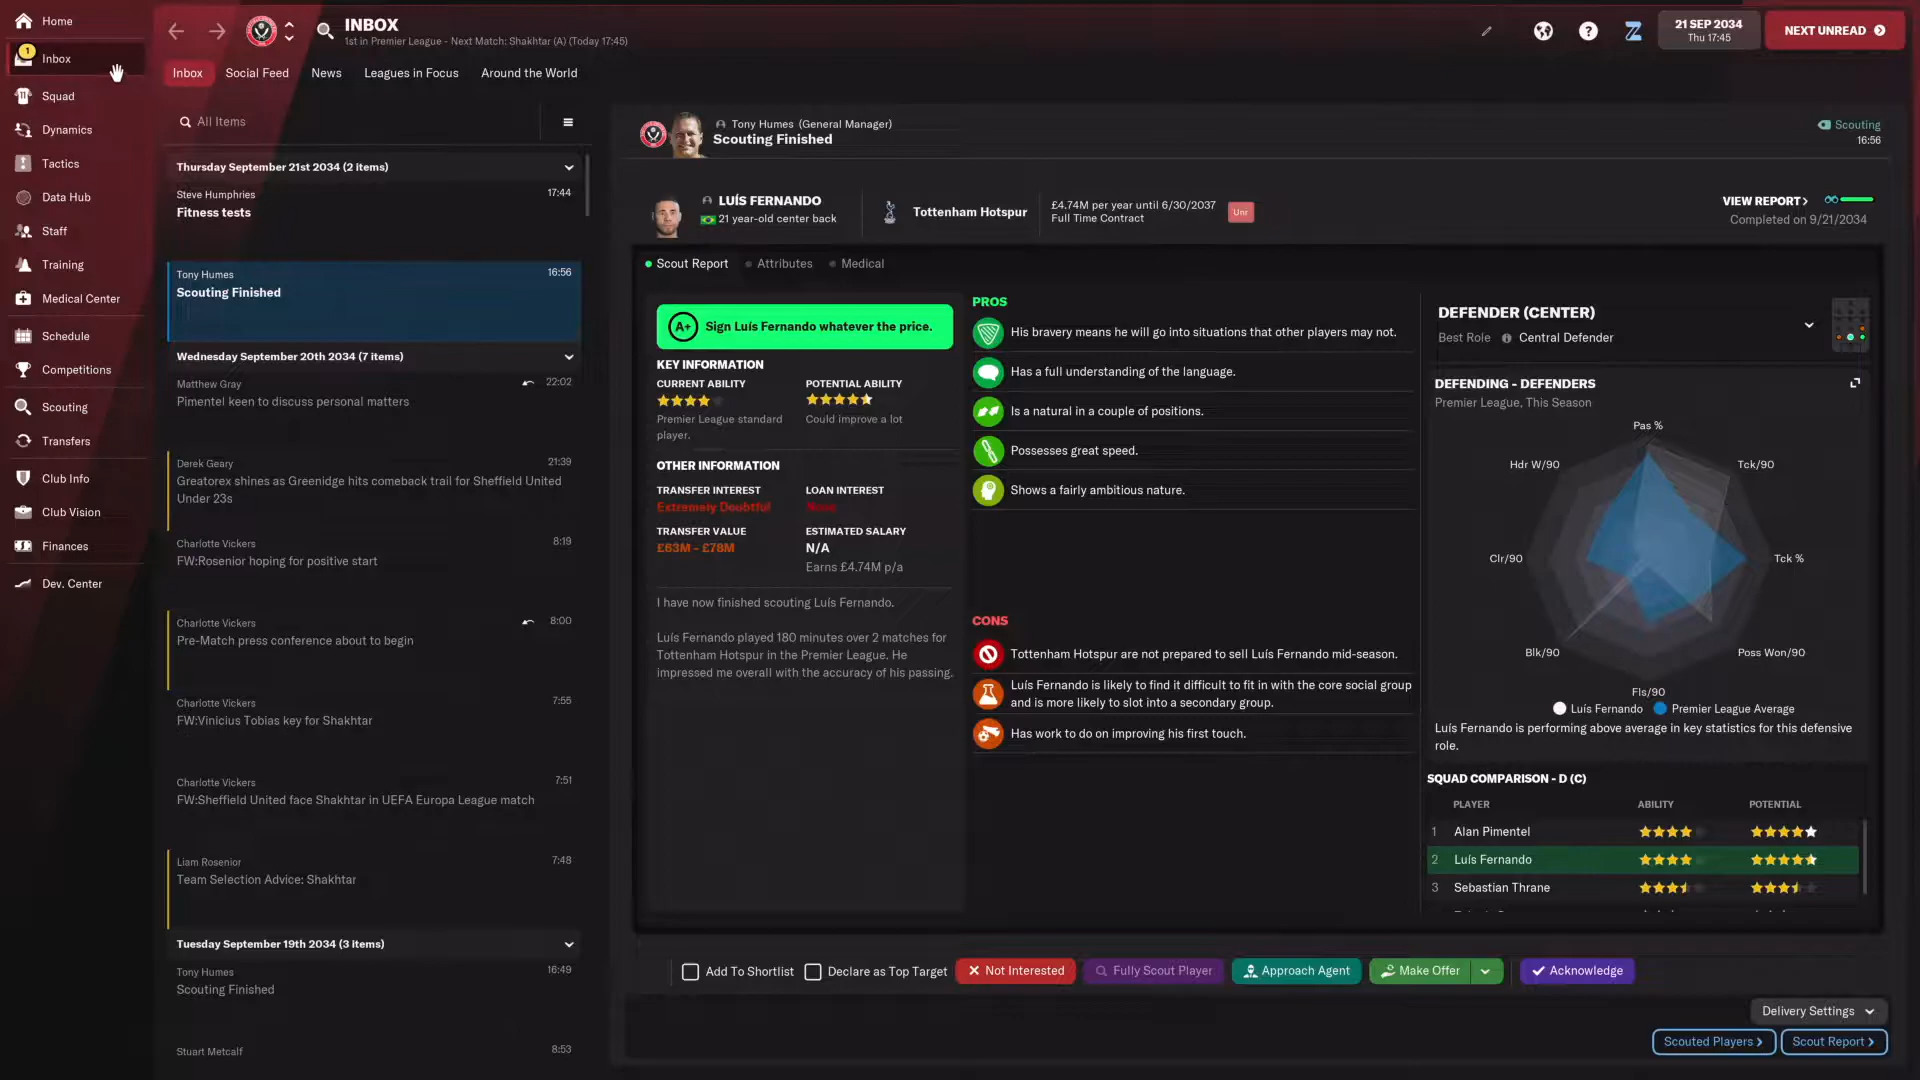 Home
1
Inbox
Squad
Dynamics
Tactics
Data Hub
Staff
Training
Medical Center
Schedule
Competitions
Scouting
Transfers
Club Info
Club Vision
Finances
Dev. Center
INBOX
1st in Premier League - Next Match: Shakhtar (A) (Today 17:45)
21 SEP 2034
Thu 17:45
NEXT UNREAD
Inbox Social Feed News Leagues in Focus Around the World
All Items
Thursday September 21st 2034 (2 items)
Steve Humphries 17:44
Fitness tests
Tony Humes 16:56
Scouting Finished
Wednesday September 20th 2034 (7 items)
Matthew Gray 22:02
Pimentel keen to discuss personal matters
Derek Geary 21:39
Greatorex shines as Greenidge hits comeback trail for Sheffield United
Under 23s
Charlotte Vickers 8:19
FW:Rosenior hoping for positive start
Charlotte Vickers 8:00
Pre-Match press conference about to begin
Charlotte Vickers 7:55
FW:Vinicius Tobias key for Shakhtar
Charlotte Vickers 7:51
FW:Sheffield United face Shakhtar in UEFA Europa League match
Liam Rosenior 7:48
Team Selection Advice: Shakhtar
Tuesday September 19th 2034 (3 items)
Tony Humes 16:49
Scouting Finished
Stuart Metcalf 8:53
Tony Humes (General Manager)
Scouting Finished
Scouting
16:56
LUÍS FERNANDO
21 year-old center back
Tottenham Hotspur
£4.74M per year until 6/30/2037
Full Time Contract
Unr
VIEW REPORT >
Completed on 9/21/2034
Scout Report Attributes Medical
A+ Sign Luís Fernando whatever the price.
KEY INFORMATION
CURRENT ABILITY POTENTIAL ABILITY
Premier League standard Could improve a lot
player.
OTHER INFORMATION
TRANSFER INTEREST LOAN INTEREST
Extremely Doubtful None
TRANSFER VALUE ESTIMATED SALARY
£63M - £78M N/A
Earns £4.74M p/a
I have now finished scouting Luís Fernando.
Luís Fernando played 180 minutes over 2 matches for
Tottenham Hotspur in the Premier League. He
impressed me overall with the accuracy of his passing.
PROS
His bravery means he will go into situations that other players may not.
Has a full understanding of the language.
Is a natural in a couple of positions.
Possesses great speed.
Shows a fairly ambitious nature.
CONS
Tottenham Hotspur are not prepared to sell Luís Fernando mid-season.
Luís Fernando is likely to find it difficult to fit in with the core social group
and is more likely to slot into a secondary group.
Has work to do on improving his first touch.
DEFENDER (CENTER)
Best Role Central Defender
DEFENDING - DEFENDERS
Premier League, This Season
Pas %
Hdr W/90 Tck/90
Clr/90 Tck %
Blk/90 Poss Won/90
Fls/90
Luís Fernando Premier League Average
Luís Fernando is performing above average in key statistics for this defensive
role.
SQUAD COMPARISON - D (C)
PLAYER ABILITY POTENTIAL
1 Alan Pimentel
2 Luís Fernando
3 Sebastian Thrane
Add To Shortlist Declare as Top Target Not Interested Fully Scout Player Approach Agent Make Offer Acknowledge
Delivery Settings
Scouted Players > Scout Report >